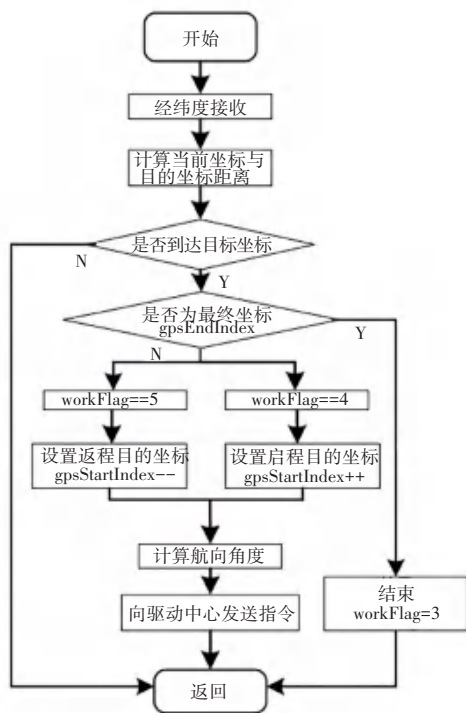 开始
经纬度接收
计算当前坐标与
目的坐标距离
是否到达目标坐标
N
Y
是否为最终坐标
gpsEndIndex
N
Y
workFlag==5
workFlag==4
设置返程目的坐标
gpsStartIndex--
设置启程目的坐标
gpsStartIndex++
计算航向角度
向驱动中心发送指令
结束
workFlag=3
返回